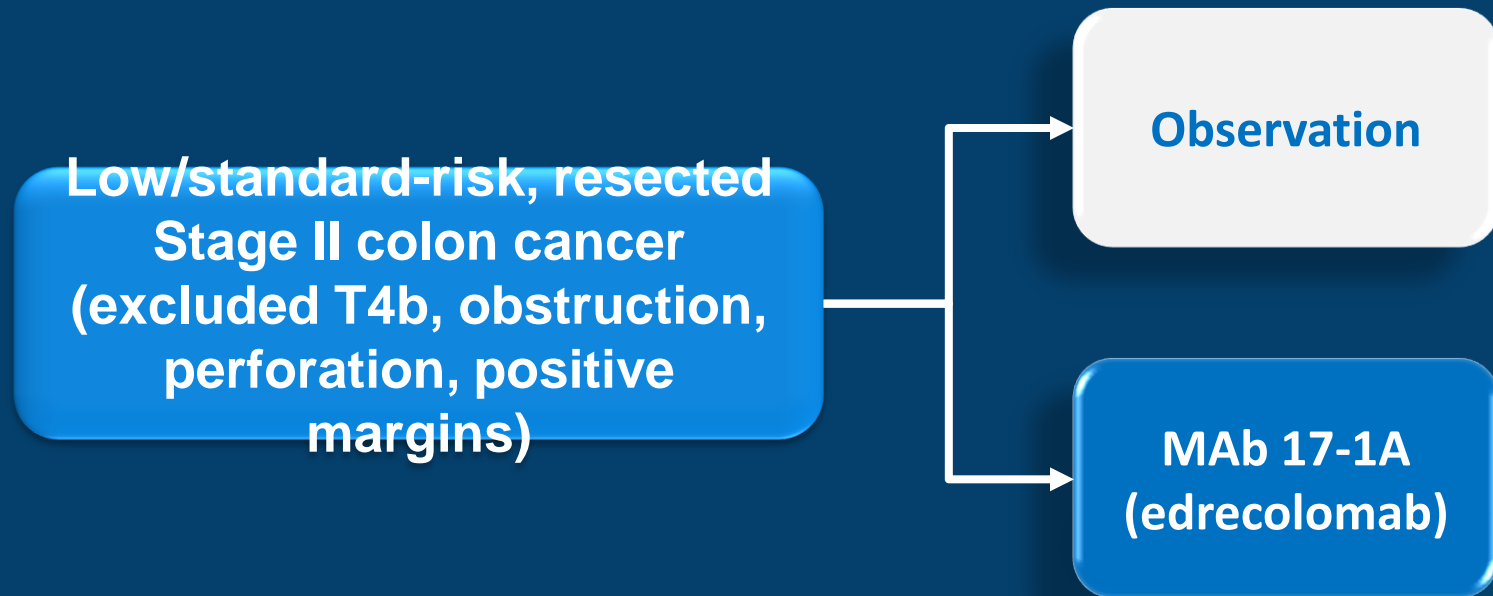 Low/standard-risk, resected
Stage II colon cancer
(excluded T4b, obstruction,
perforation, positive
margins)
Observation
MAb 17-1A
(edrecolomab)